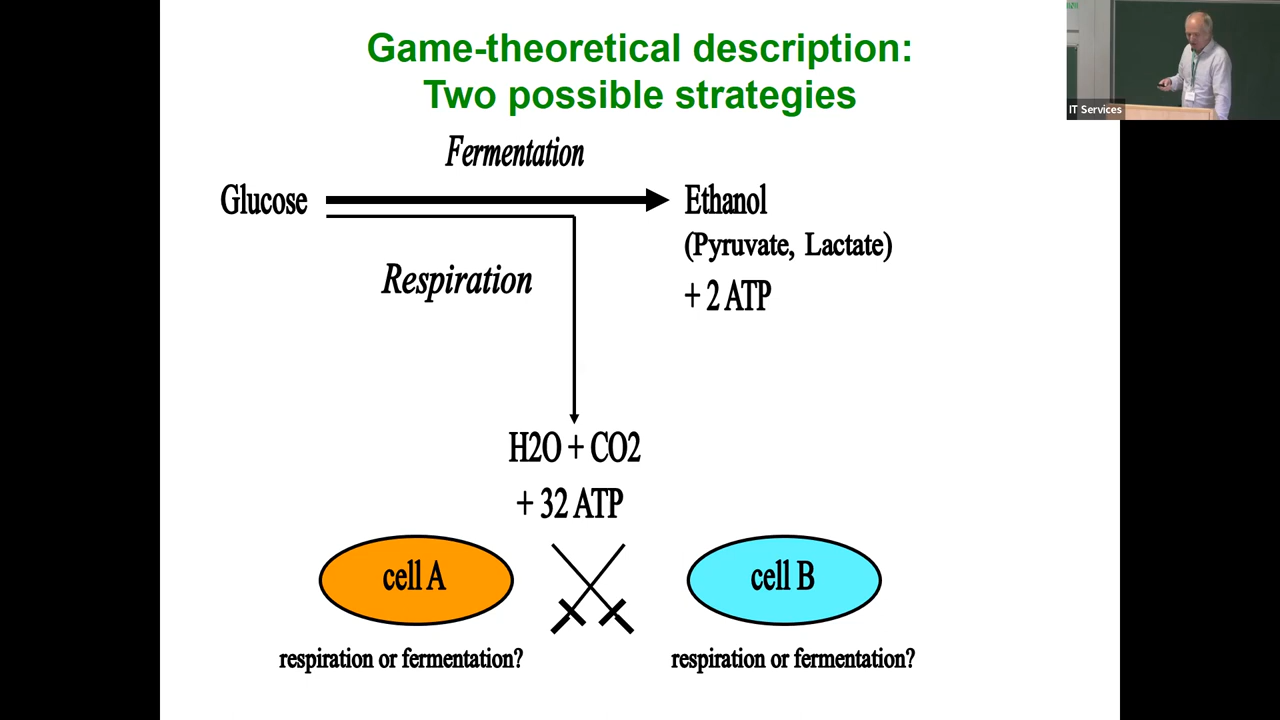 Game-theoretical description:
Two possible strategies
IT Services
Fermentation
Glucose
Ethanol
(Pyruvate, Lactate)
+ 2 ATP
Respiration
H2O + CO2
+ 32 ATP
cell A
cell B
respiration or fermentation?
respiration or fermentation?